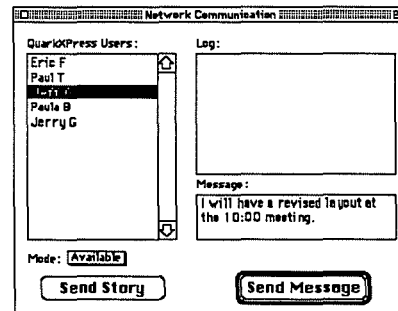 Network Communication
QuarkXPress Users:
Eric F
Paul T
Paula B
Jerry G
Log:
Message:
I will have a revised layout at
the 10:00 meeting.
Mode: Available
Send Story
Send Message